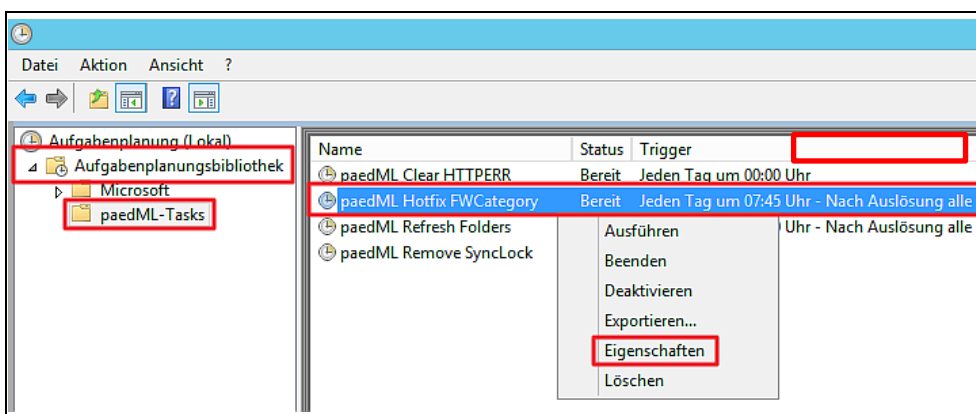 Datei Aktion Ansicht ?
Aufgabenplanung (Lokal)
Aufgabenplanungsbibliothek
Microsoft
paedML-Tasks
Name Status Trigger
paedML Clear HTTPERR Bereit Jeden Tag um 00:00 Uhr
paedML Hotfix FWCategory Bereit Jeden Tag um 07:45 Uhr - Nach Auslösung alle
paedML Refresh Folders Uhr - Nach Auslösung alle
paedML Remove SyncLock
Ausführen
Beenden
Deaktivieren
Exportieren...
Eigenschaften
Löschen